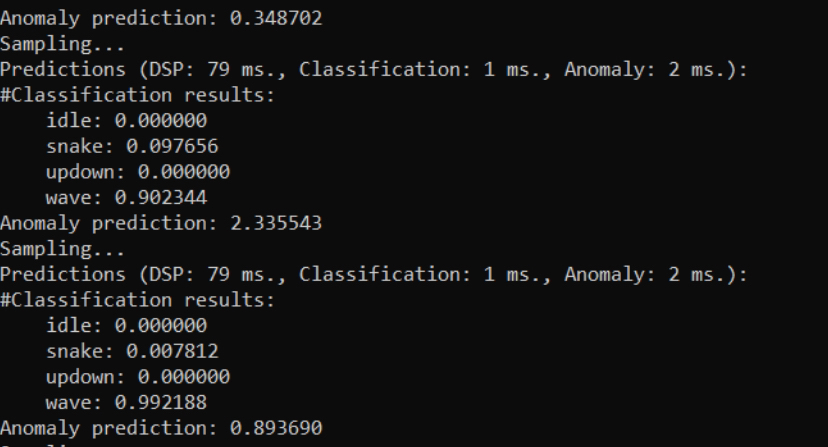 Anomaly prediction: 0.348702
Sampling...
Predictions (DSP: 79 ms., Classification: 1 ms., Anomaly: 2 ms.):
#Classification results:
    idle: 0.000000
    snake: 0.097656
    updown: 0.000000
    wave: 0.902344
Anomaly prediction: 2.335543
Sampling...
Predictions (DSP: 79 ms., Classification: 1 ms., Anomaly: 2 ms.):
#Classification results:
    idle: 0.000000
    snake: 0.007812
    updown: 0.000000
    wave: 0.992188
Anomaly prediction: 0.893690